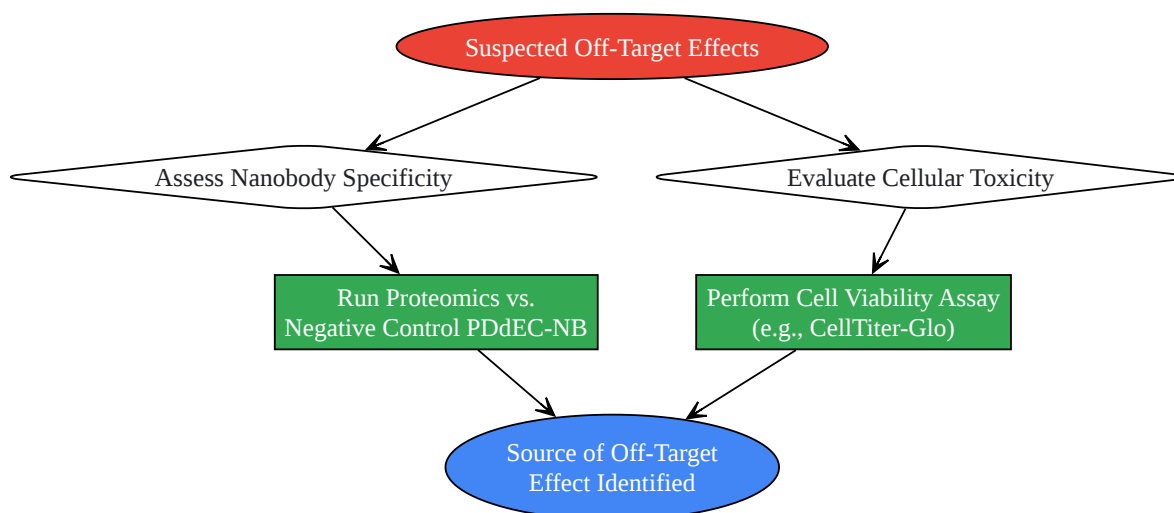 Suspected Off-Target Effects
Assess Nanobody Specificity
Evaluate Cellular Toxicity
Run Proteomics vs.
Negative Control PDdEC-NB
Perform Cell Viability Assay
(e.g., CellTiter-Glo)
Source of Off-Target
Effect Identified